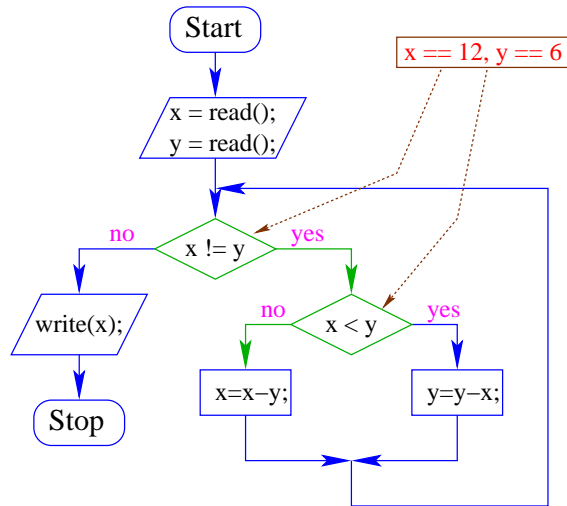 Start
x == 12, y == 6
x = read();
y = read();
no
yes
x != y
no
yes
write(x);
x < y
x=x−y;
y=y−x;
Stop